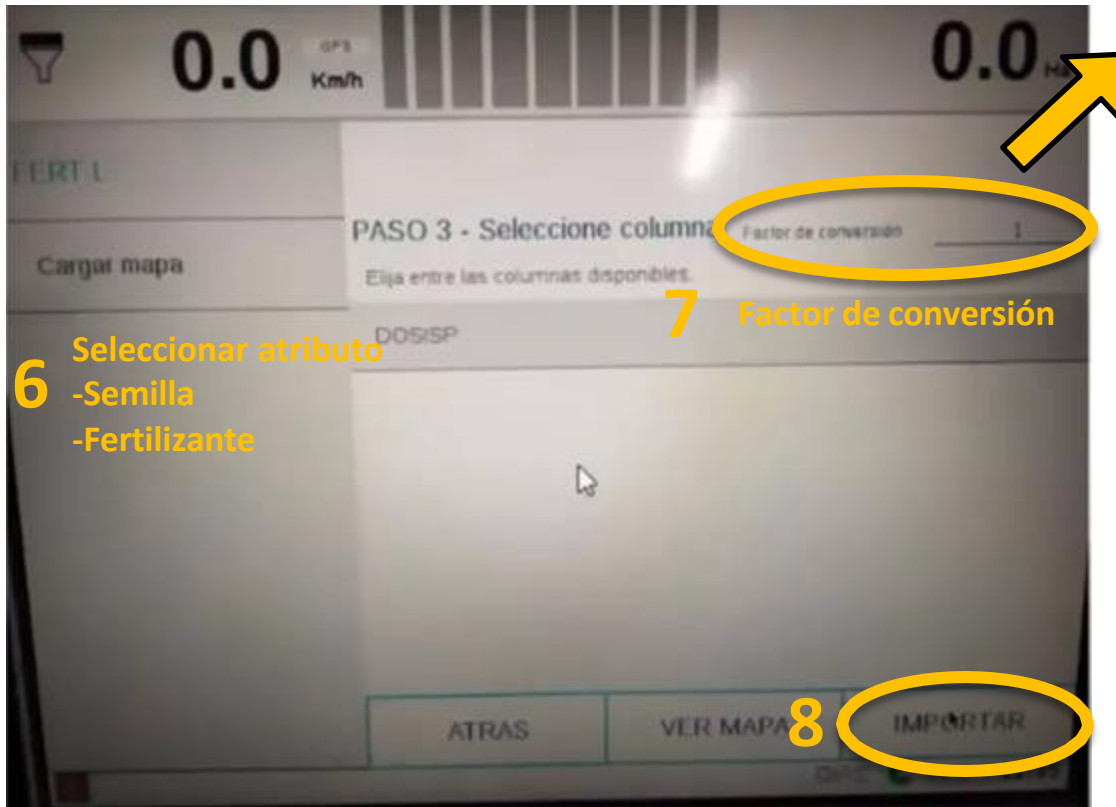 0.0
GPS
Km/h
0.0
Ha
FERT L
Cargar mapa
PASO 3 - Seleccione columna
Factor de conversión
1
Elija entre las columnas disponibles.
7 Factor de conversión
DOSISP
6 Seleccionar atributo
-Semilla
-Fertilizante
ATRAS
VER MAPA
8
IMPORTAR